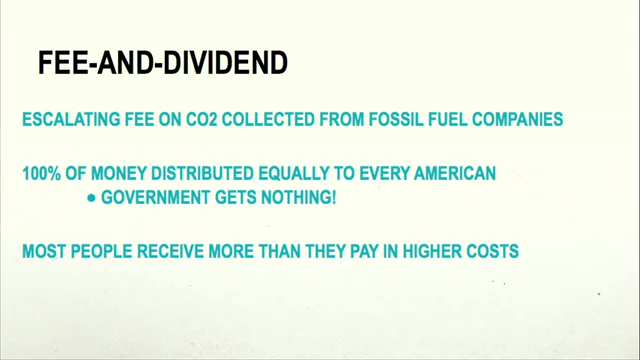 FEE-AND-DIVIDEND
ESCALATING FEE ON CO2 COLLECTED FROM FOSSIL FUEL COMPANIES
100% OF MONEY DISTRIBUTED EQUALLY TO EVERY AMERICAN
● GOVERNMENT GETS NOTHING!
MOST PEOPLE RECEIVE MORE THAN THEY PAY IN HIGHER COSTS